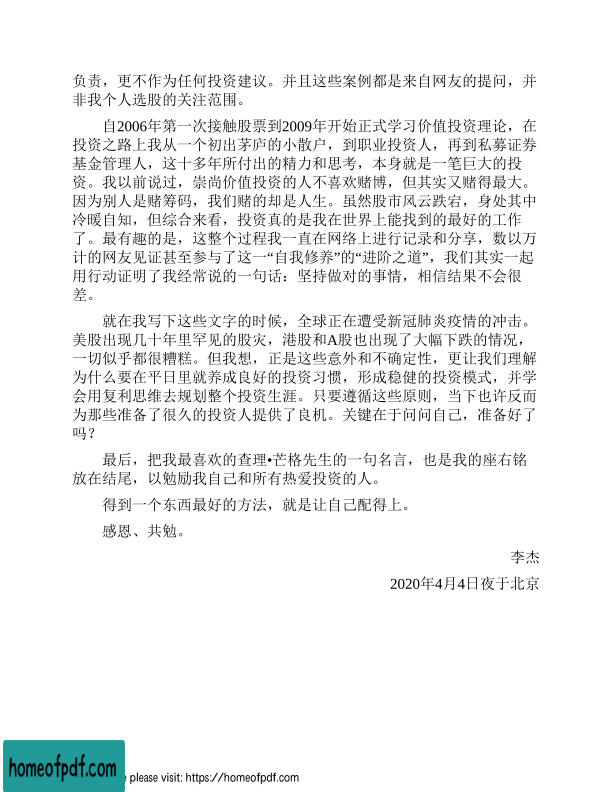 负责，更不作为任何投资建议。并且这些案例都是来自网友的提问，并
非我个人选股的关注范围。
自2006年第一次接触股票到2009年开始正式学习价值投资理论，在
投资之路上我从一个初出茅庐的小散户，到职业投资人，再到私募证券
基金管理人，这十多年所付出的精力和思考，本身就是一笔巨大的投
资。我以前说过，崇尚价值投资的人不喜欢赌博，但其实又赌得最大。
因为别人是赌筹码，我们赌的却是人生。虽然股市风云跌宕，身处其中
冷暖自知，但综合来看，投资真的是我在世界上能找到的最好的工作
了。最有趣的是，这整个过程我一直在网络上进行记录和分享，数以万
计的网友见证甚至参与了这一“自我修养”的“进阶之道”，我们其实一起
用行动证明了我经常说的一句话：坚持做对的事情，相信结果不会很
差。
就在我写下这些文字的时候，全球正在遭受新冠肺炎疫情的冲击。
美股出现几十年里罕见的股灾，港股和A股也出现了大幅下跌的情况，
一切似乎都很糟糕。但我想，正是这些意外和不确定性，更让我们理解
为什么要在平日里就养成良好的投资习惯，形成稳健的投资模式，并学
会用复利思维去规划整个投资生涯。只要遵循这些原则，当下也许反而
为那些准备了很久的投资人提供了良机。关键在于问问自己，准备好了
吗？
最后，把我最喜欢的查理•芒格先生的一句名言，也是我的座右铭
放在结尾，以勉励我自己和所有热爱投资的人。
得到一个东西最好的方法，就是让自己配得上。
感恩、共勉。
李杰
2020年4月4日夜于北京
homeofpdf.com
e please visit: https://homeofpdf.com